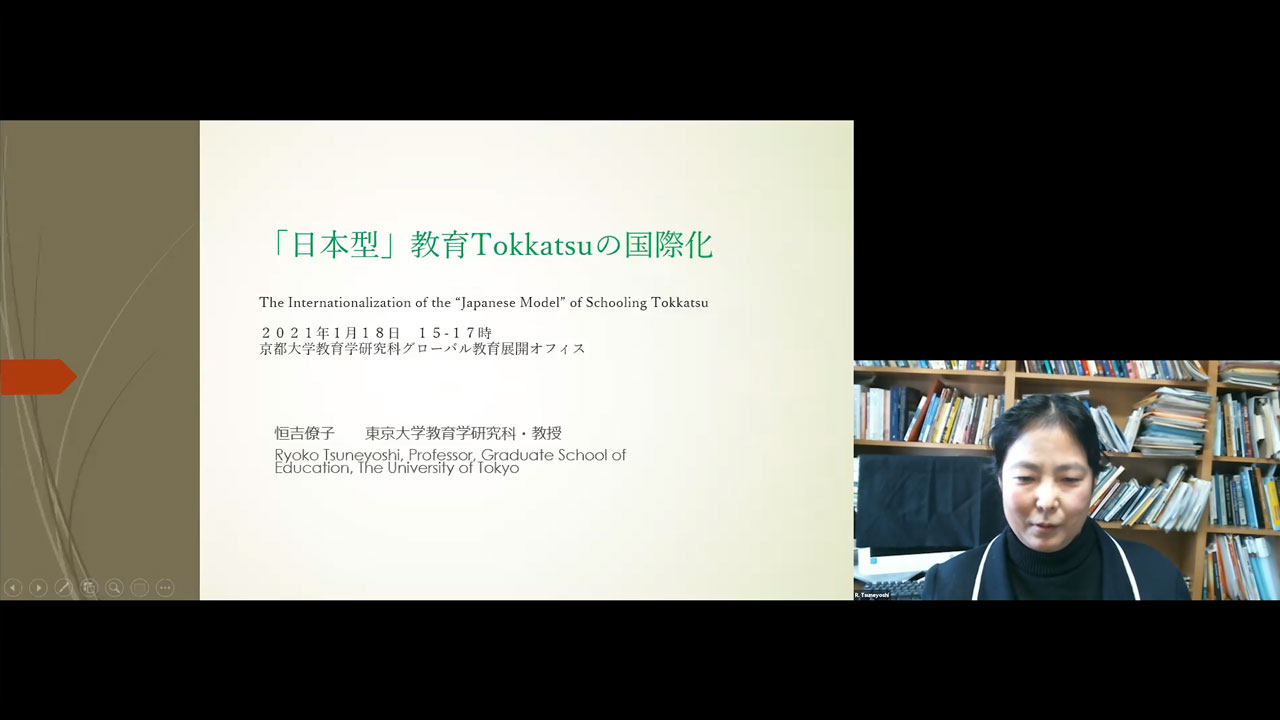 「日本型」教育Tokkatsuの国際化
The Internationalization of the “Japanese Model” of Schooling Tokkatsu
２０２１年１月１８日　１５-１７時
京都大学教育学研究科グローバル教育展開オフィス
恒吉僚子　　東京大学教育学研究科・教授
Ryoko Tsuneyoshi, Professor, Graduate School of
Education, The University of Tokyo
R. Tsuneyoshi